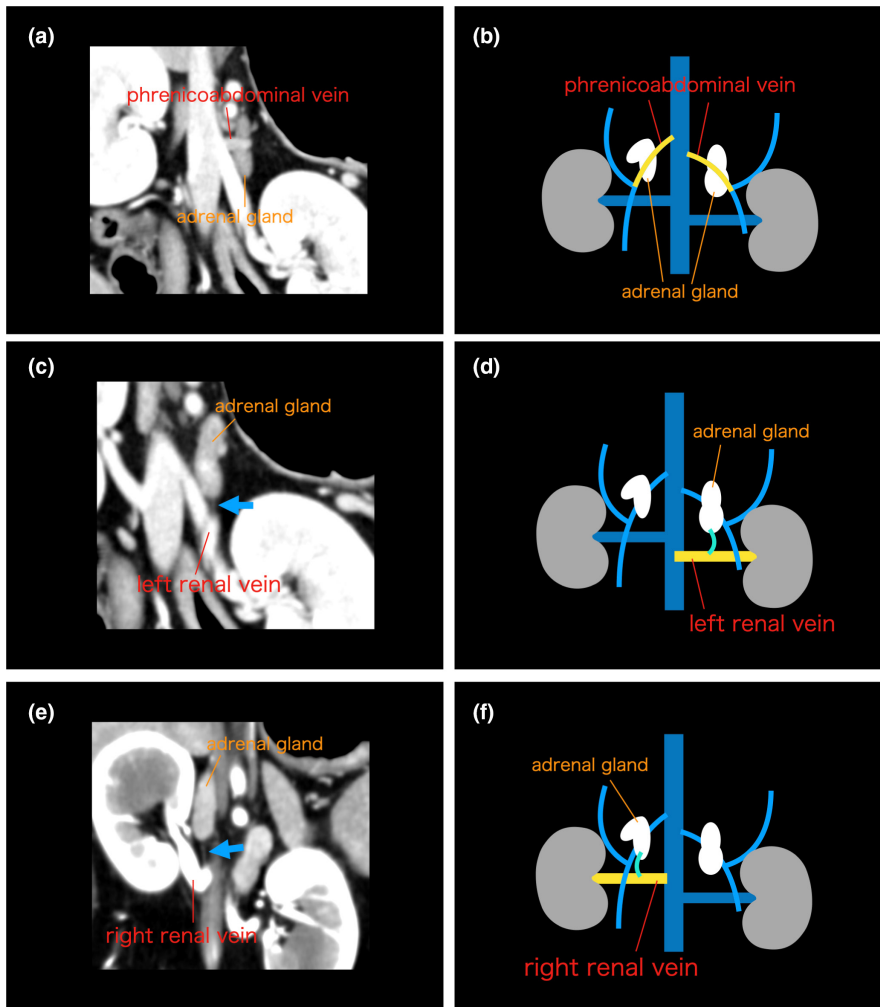 (a)
phrenicoabdominal vein
adrenal gland
(b)
phrenicoabdominal vein
adrenal gland
(c)
adrenal gland
left renal vein
(d)
adrenal gland
left renal vein
(e)
adrenal gland
right renal vein
(f)
adrenal gland
right renal vein